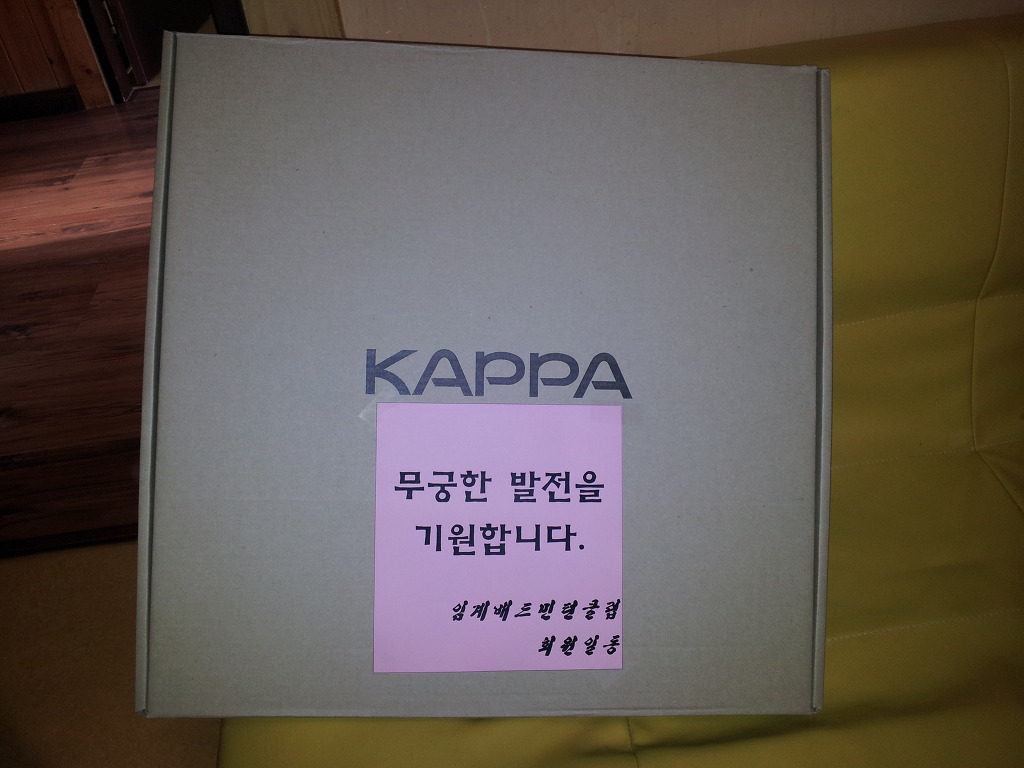 KAPPA
무궁한 발전을
기원합니다.
임계배드민턴클럽
회원일동